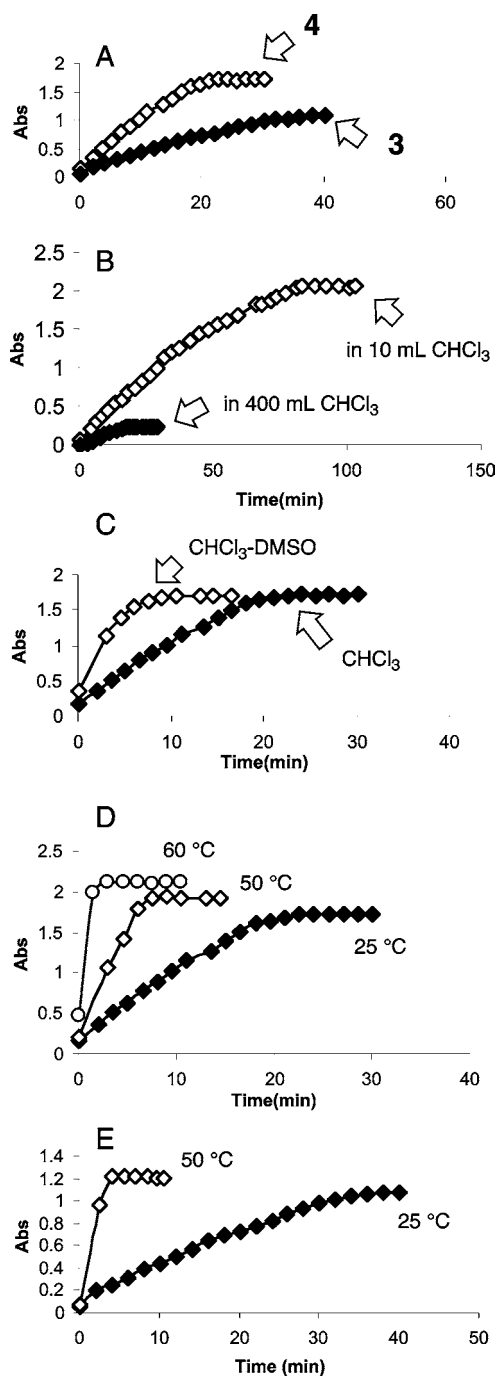 A
4
2
1.5
Abs
1
3
0.5
0
0 20 40 60
2.5
B
2
1.5
Abs
in 10 mL CHCl3
1
in 400 mL CHCl3
0.5
0
0 50 100 150
Time(min)
C
CHCl3-DMSO
2
1.5
Abs
1
CHCl3
0.5
0
0 10 20 30 40
Time(min)
D
60 °C
2.5
50 °C
2
1.5
Abs
25 °C
1
0.5
0
0 10 20 30 40
Time(min)
E
1.4
50 °C
1.2
1
Abs
25 °C
0.8
0.6
0.4
0.2
0
0 10 20 30 40 50
Time (min)